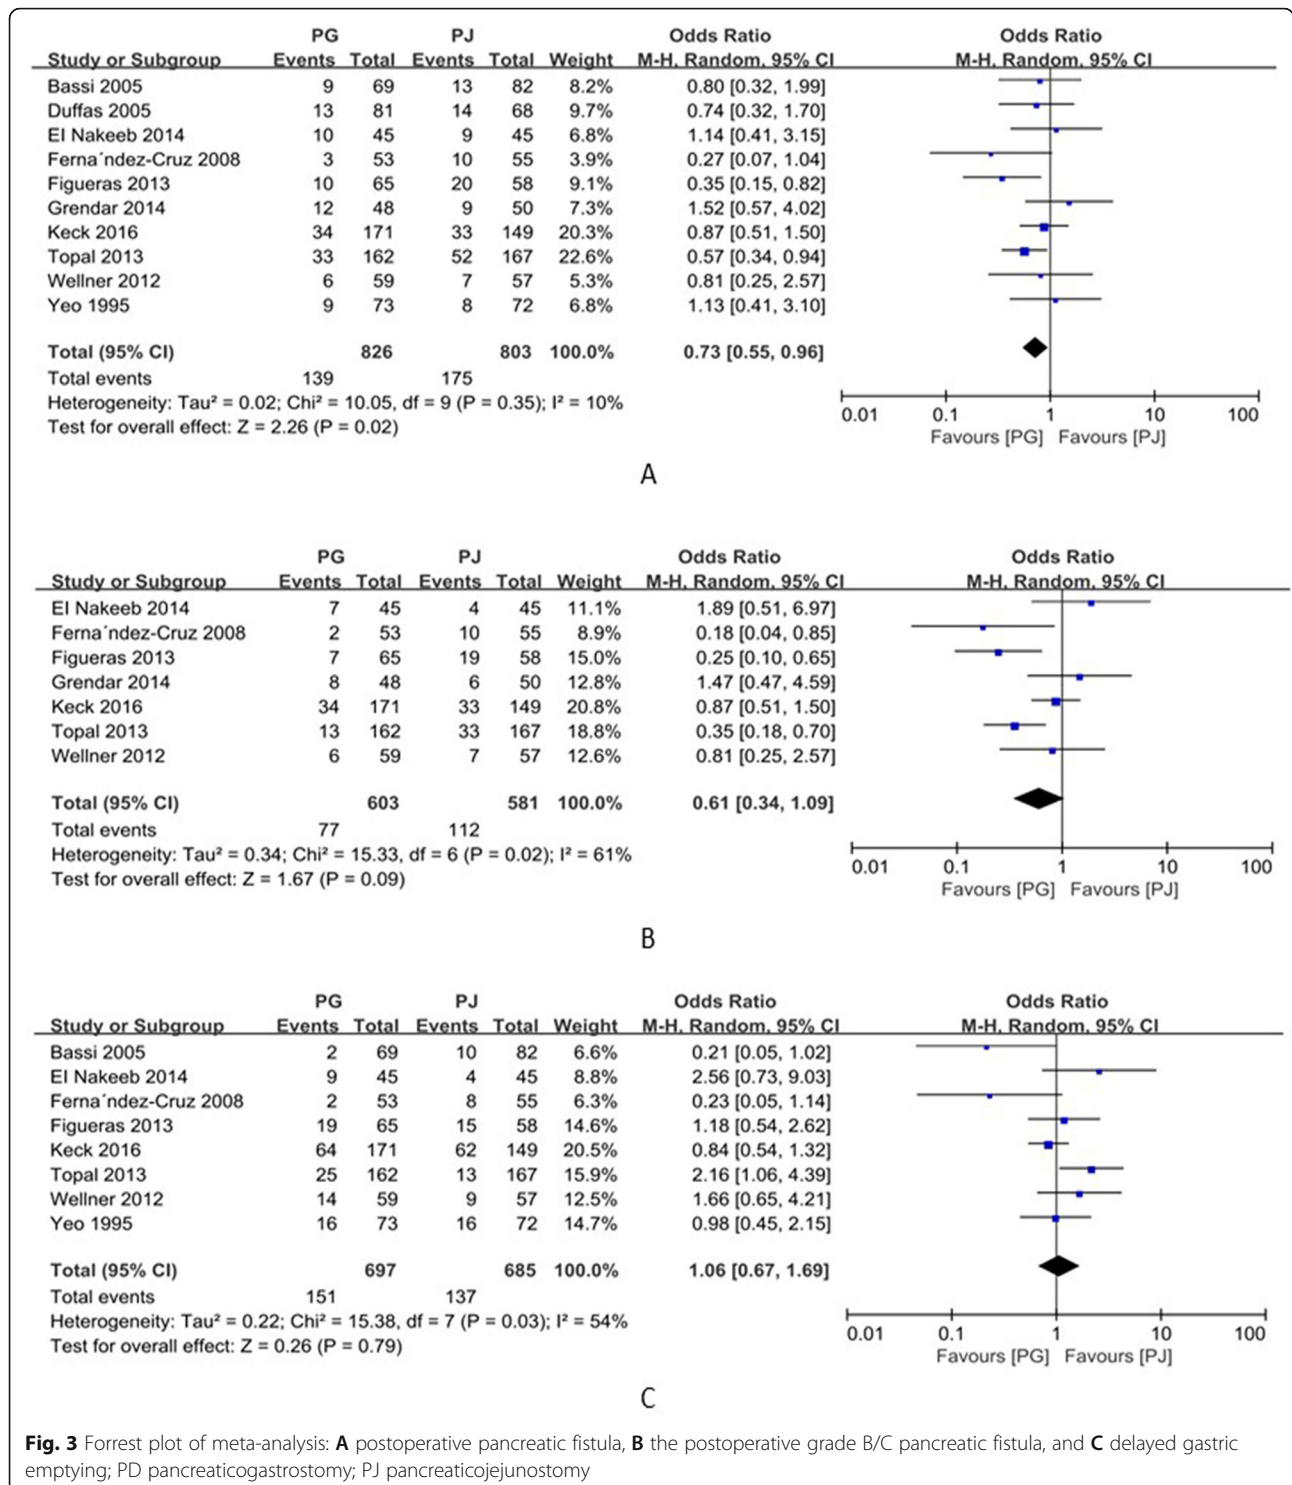 PG PJ Odds Ratio Odds Ratio
Study or Subgroup Events Total Events Total Weight M-H, Random, 95% CI M-H, Random, 95% CI
Bassi 2005 9 69 13 82 8.2% 0.80 [0.32, 1.99]
Duffas 2005 13 81 14 68 9.7% 0.74 [0.32, 1.70]
El Nakeeb 2014 10 45 9 45 6.8% 1.14 [0.41, 3.15]
Ferna´ndez-Cruz 2008 3 53 10 55 3.9% 0.27 [0.07, 1.04]
Figueras 2013 10 65 20 58 9.1% 0.35 [0.15, 0.82]
Grendar 2014 12 48 9 50 7.3% 1.52 [0.57, 4.02]
Keck 2016 34 171 33 149 20.3% 0.87 [0.51, 1.50]
Topal 2013 33 162 52 167 22.6% 0.57 [0.34, 0.94]
Wellner 2012 6 59 7 57 5.3% 0.81 [0.25, 2.57]
Yeo 1995 9 73 8 72 6.8% 1.13 [0.41, 3.10]
Total (95% CI) 826 803 100.0% 0.73 [0.55, 0.96]
Total events 139 175
Heterogeneity: Tau² = 0.02; Chi² = 10.05, df = 9 (P = 0.35); I² = 10%
Test for overall effect: Z = 2.26 (P = 0.02)
0.01 0.1 1 10 100
Favours [PG] Favours [PJ]
A
PG PJ Odds Ratio Odds Ratio
Study or Subgroup Events Total Events Total Weight M-H, Random, 95% CI M-H, Random, 95% CI
El Nakeeb 2014 7 45 4 45 11.1% 1.89 [0.51, 6.97]
Ferna´ndez-Cruz 2008 2 53 10 55 8.9% 0.18 [0.04, 0.85]
Figueras 2013 7 65 19 58 15.0% 0.25 [0.10, 0.65]
Grendar 2014 8 48 6 50 12.8% 1.47 [0.47, 4.59]
Keck 2016 34 171 33 149 20.8% 0.87 [0.51, 1.50]
Topal 2013 13 162 33 167 18.8% 0.35 [0.18, 0.70]
Wellner 2012 6 59 7 57 12.6% 0.81 [0.25, 2.57]
Total (95% CI) 603 581 100.0% 0.61 [0.34, 1.09]
Total events 77 112
Heterogeneity: Tau² = 0.34; Chi² = 15.33, df = 6 (P = 0.02); I² = 61%
Test for overall effect: Z = 1.67 (P = 0.09)
0.01 0.1 1 10 100
Favours [PG] Favours [PJ]
B
PG PJ Odds Ratio Odds Ratio
Study or Subgroup Events Total Events Total Weight M-H, Random, 95% CI M-H, Random, 95% CI
Bassi 2005 2 69 10 82 6.6% 0.21 [0.05, 1.02]
El Nakeeb 2014 9 45 4 45 8.8% 2.56 [0.73, 9.03]
Ferna´ndez-Cruz 2008 2 53 8 55 6.3% 0.23 [0.05, 1.14]
Figueras 2013 19 65 15 58 14.6% 1.18 [0.54, 2.62]
Keck 2016 64 171 62 149 20.5% 0.84 [0.54, 1.32]
Topal 2013 25 162 13 167 15.9% 2.16 [1.06, 4.39]
Wellner 2012 14 59 9 57 12.5% 1.66 [0.65, 4.21]
Yeo 1995 16 73 16 72 14.7% 0.98 [0.45, 2.15]
Total (95% CI) 697 685 100.0% 1.06 [0.67, 1.69]
Total events 151 137
Heterogeneity: Tau² = 0.22; Chi² = 15.38, df = 7 (P = 0.03); I² = 54%
Test for overall effect: Z = 0.26 (P = 0.79)
0.01 0.1 1 10 100
Favours [PG] Favours [PJ]
C
Fig. 3 Forrest plot of meta-analysis: A postoperative pancreatic fistula, B the postoperative grade B/C pancreatic fistula, and C delayed gastric
emptying; PD pancreaticogastrostomy; PJ pancreaticojejunostomy